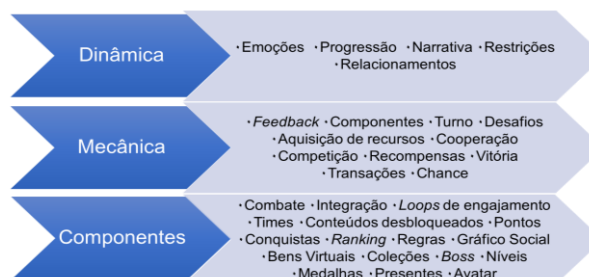 Dinâmica
·Emoções ·Progressão ·Narrativa ·Restrições
·Relacionamentos
Mecânica
·Feedback ·Componentes ·Turno ·Desafios
·Aquisição de recursos ·Cooperação
·Competição ·Recompensas ·Vitória
·Transações ·Chance
Componentes
·Combate ·Integração ·Loops de engajamento
·Times ·Conteúdos desbloqueados ·Pontos
·Conquistas ·Ranking ·Regras ·Gráfico Social
·Bens Virtuais ·Coleções ·Boss ·Níveis
·Medalhas ·Presentes ·Avatar